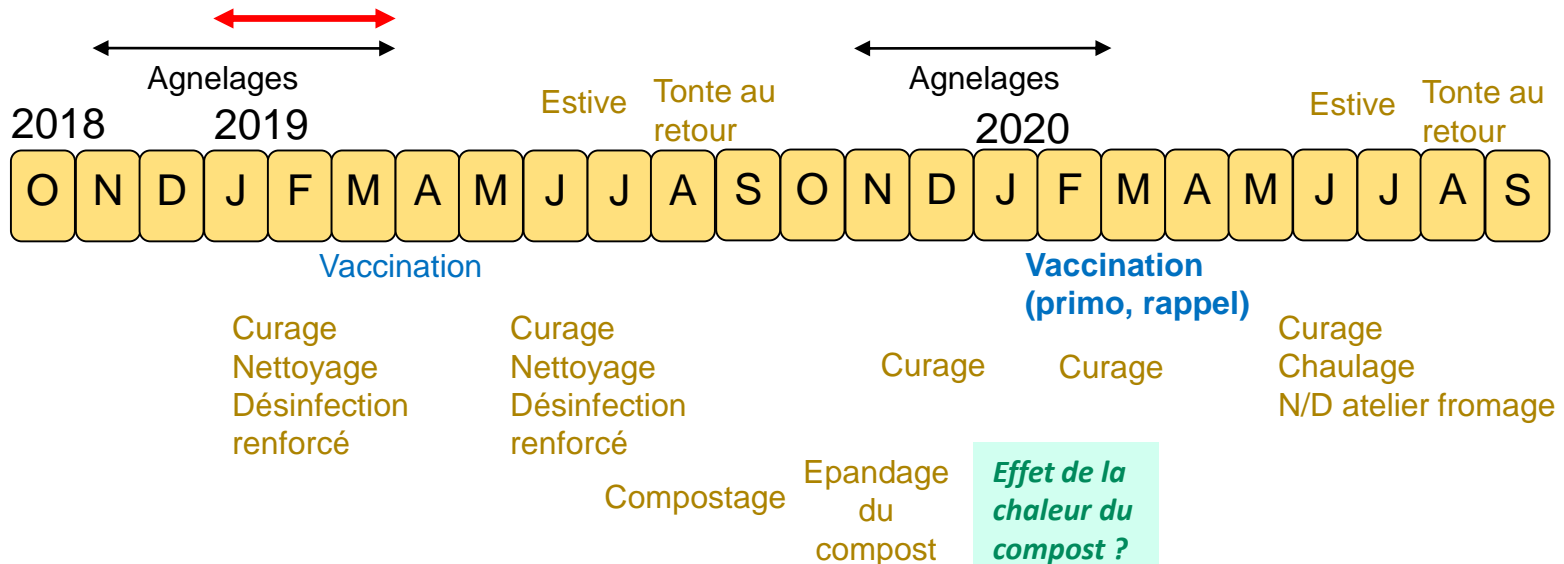 Agnelages
Agnelages
Estive
Tonte au
retour
Estive
Tonte au
retour
2018
2019
2020
O N D J F M A M J J A S O N D J F M A M J J A S
Vaccination
Vaccination
(primo, rappel)
Curage
Nettoyage
Désinfection
renforcé
Curage
Nettoyage
Désinfection
renforcé
Curage
Curage
Curage
Chaulage
N/D atelier fromage
Compostage
Epandage
du
compost
Effet de la
chaleur du
compost ?